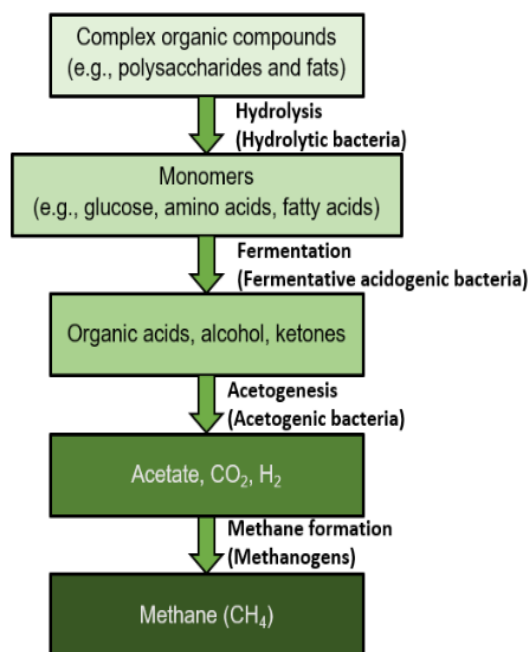 Complex organic compounds
(e.g., polysaccharides and fats)
Hydrolysis
(Hydrolytic bacteria)
Monomers
(e.g., glucose, amino acids, fatty acids)
Fermentation
(Fermentative acidogenic bacteria)
Organic acids, alcohol, ketones
Acetogenesis
(Acetogenic bacteria)
Acetate, CO₂, H₂
Methane formation
(Methanogens)
Methane (CH₄)